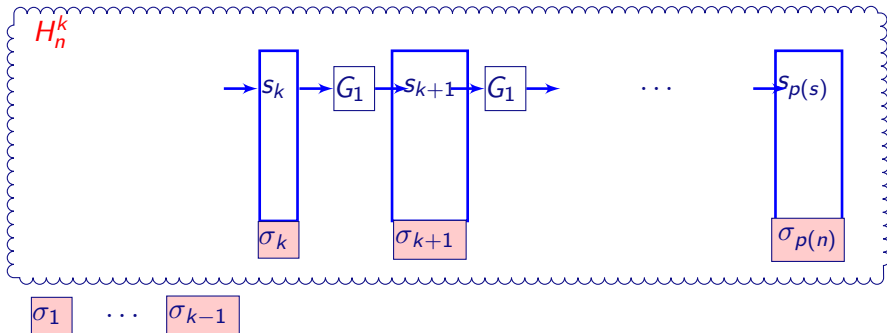 H_n^k
s_k G_1 s_{k+1} G_1 ⋯ s_{p(s)}
σ_k σ_{k+1} σ_{p(n)}
σ_1 ⋯ σ_{k−1}